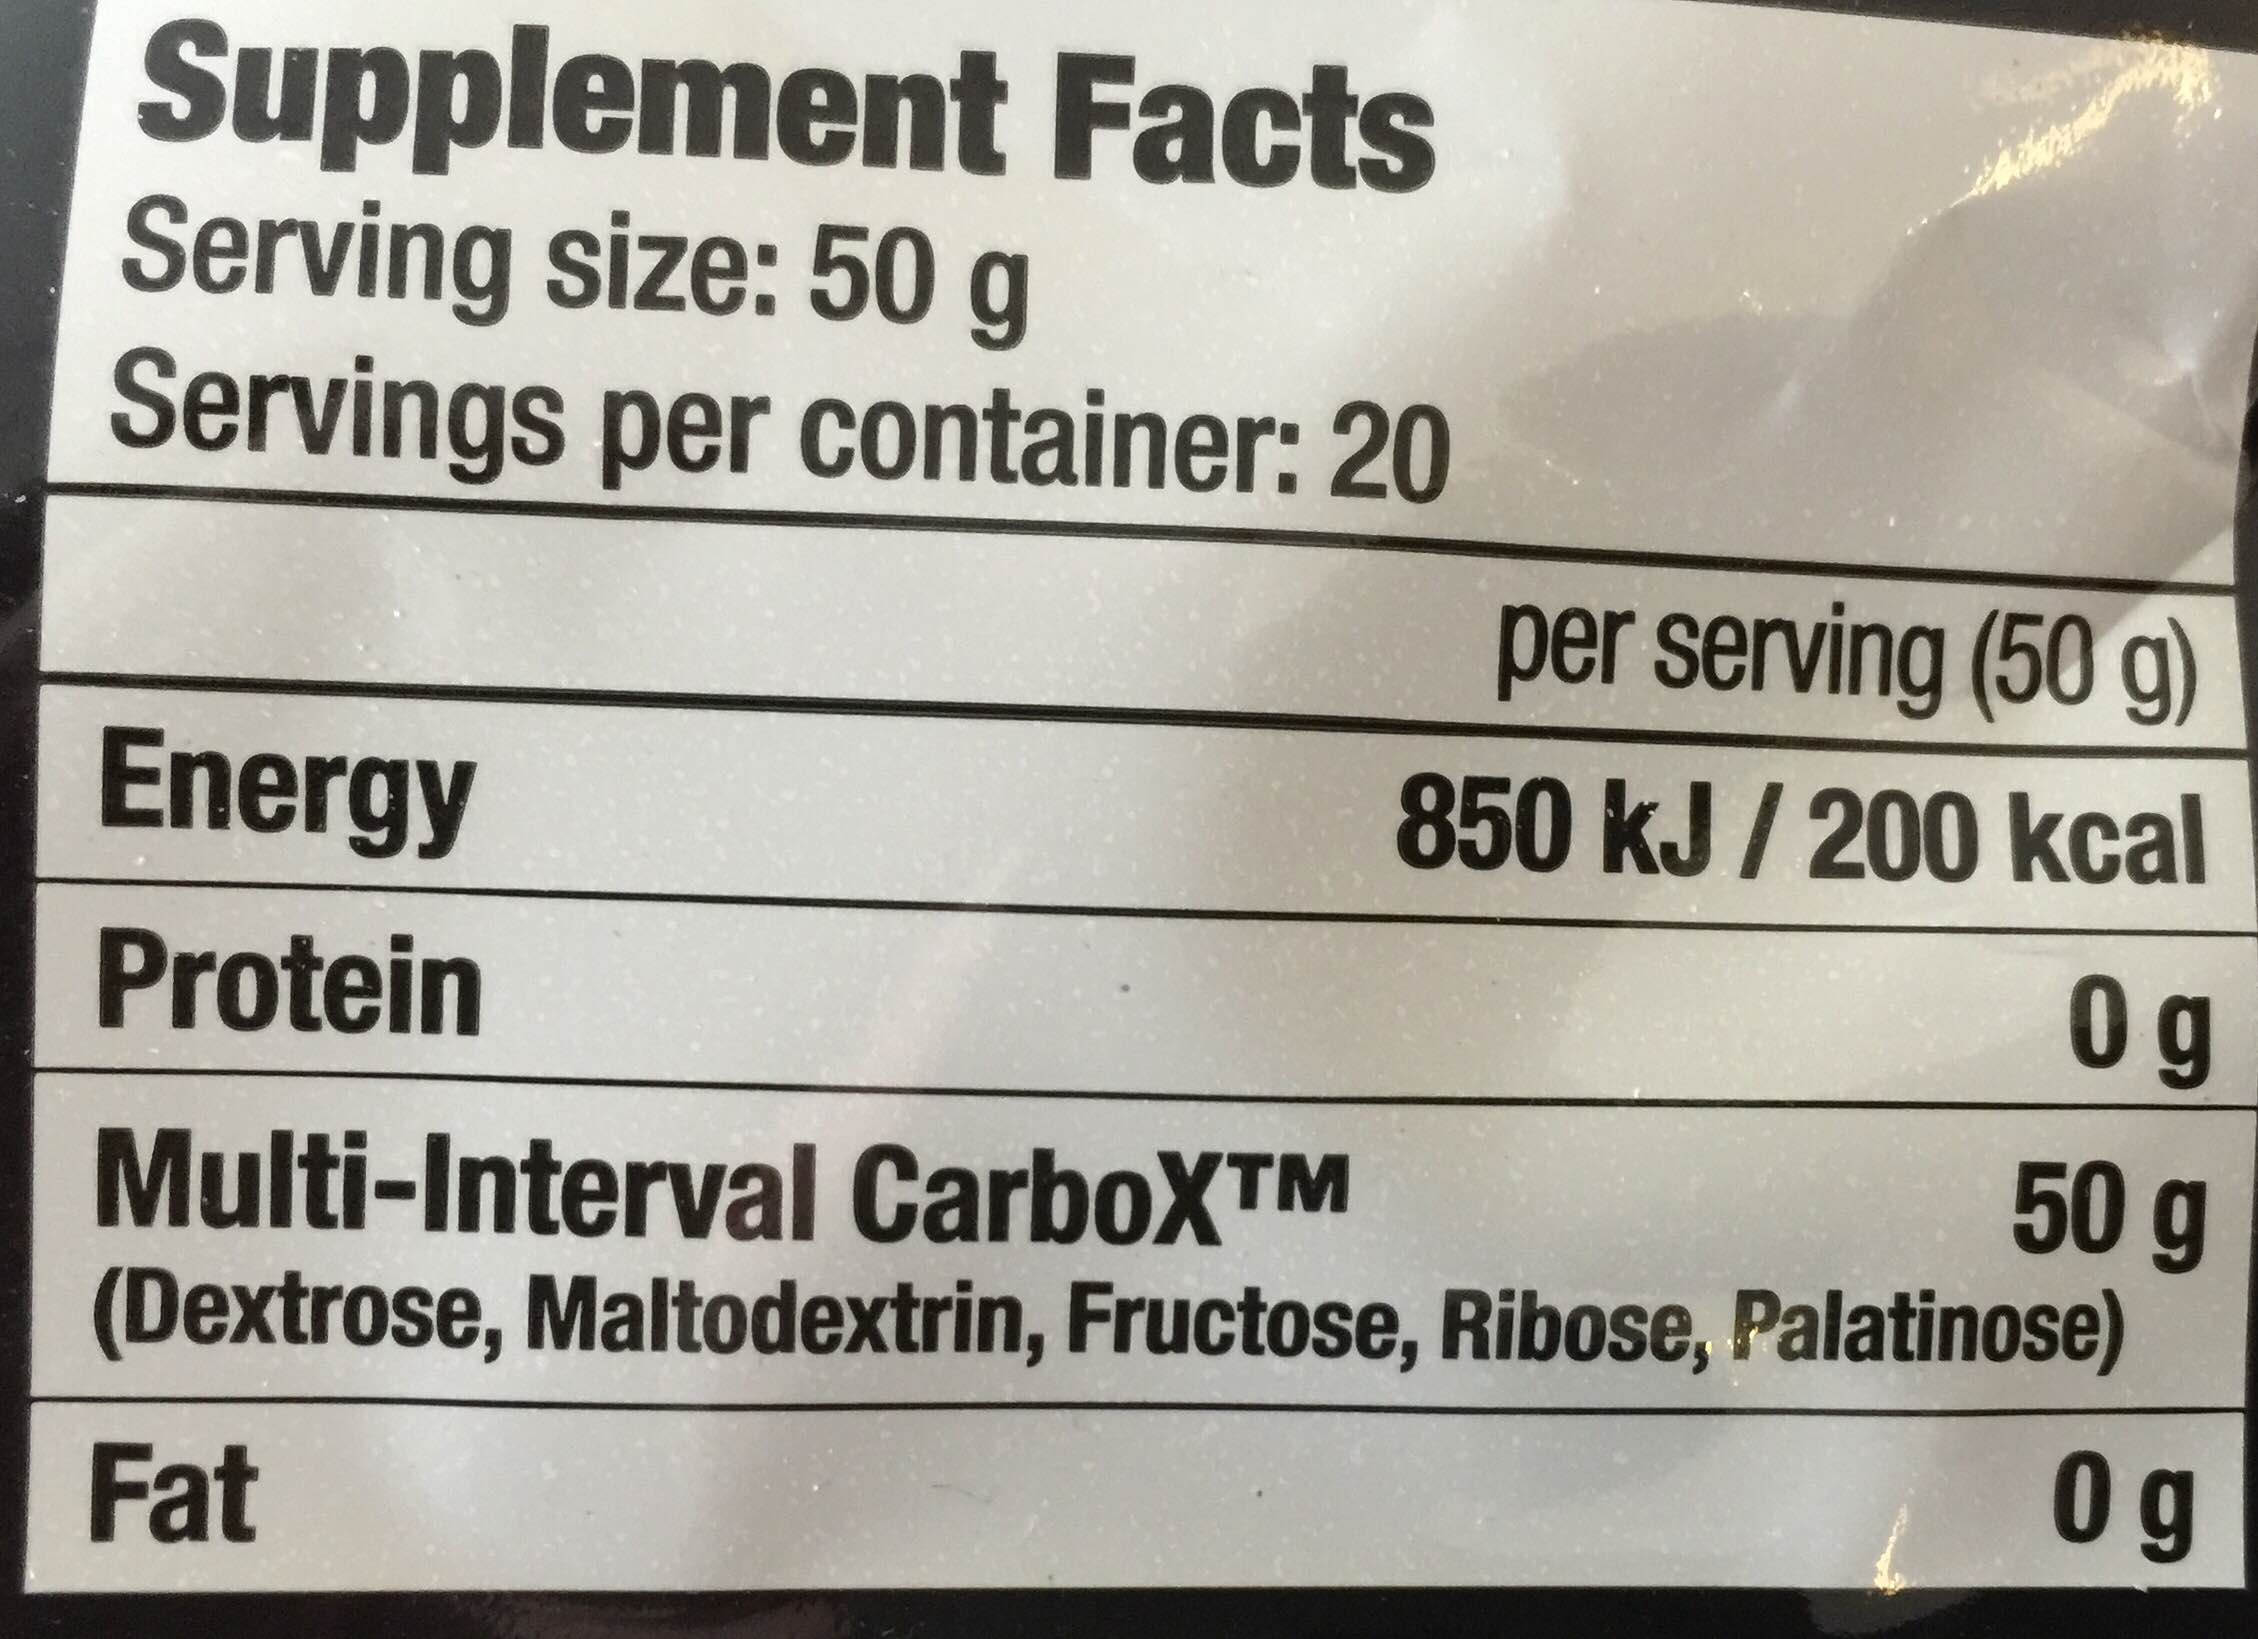 Supplement Facts
Serving size: 50 g
Servings per container: 20
per serving (50 g)
Energy 850 kJ / 200 kcal
Protein 0 g
Multi-Interval CarboX™ 50 g
(Dextrose, Maltodextrin, Fructose, Ribose, Palatinose)
Fat 0 g